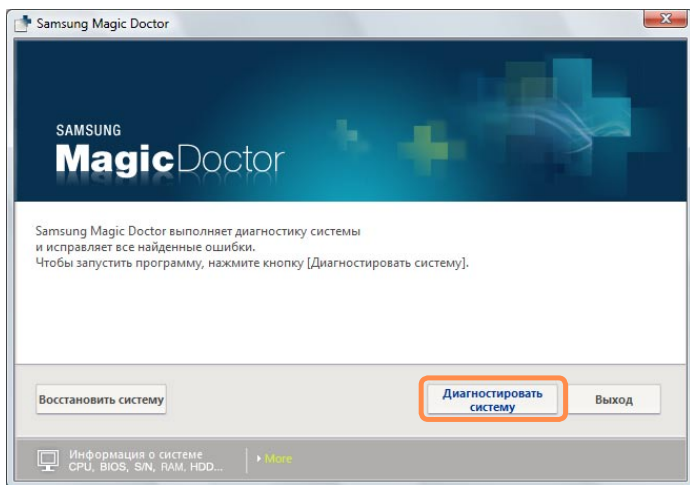 Samsung Magic Doctor
SAMSUNG
MagicDoctor
Samsung Magic Doctor выполняет диагностику системы
и исправляет все найденные ошибки.
Чтобы запустить программу, нажмите кнопку [Диагностировать систему].
Восстановить систему
Диагностировать
систему
Выход
Информация о системе
CPU, BIOS, S/N, RAM, HDD...
More